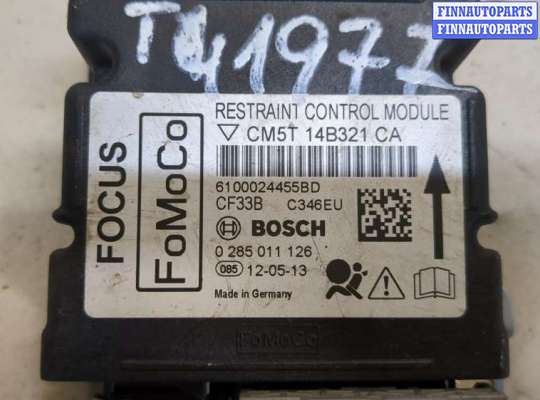 FINNAUTOPARTS
FINNAUTOPARTS
T41977
RESTRAINT CONTROL MODULE
CM5T 14B321 CA
6100024455BD
CF33B C346EU
BOSCH
0 285 011 126
085 12-05-13
Made in Germany
FOCUS
FoMoCo
FoMoCo